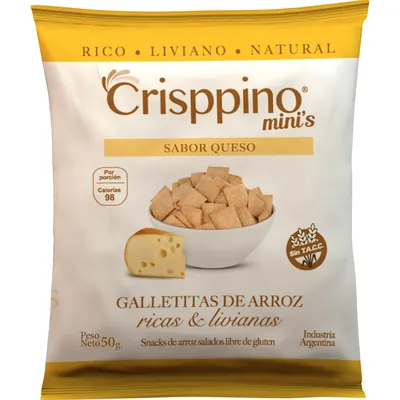 RICO • LIVIANO • NATURAL
Crisppino®
mini's
SABOR QUESO
Por
porción
Calorías
98
Sin T.A.C.C.
GALLETITAS DE ARROZ
ricas & livianas
Peso
Neto 50g.
Snacks de arroz salados libre de gluten
Industria
Argentina